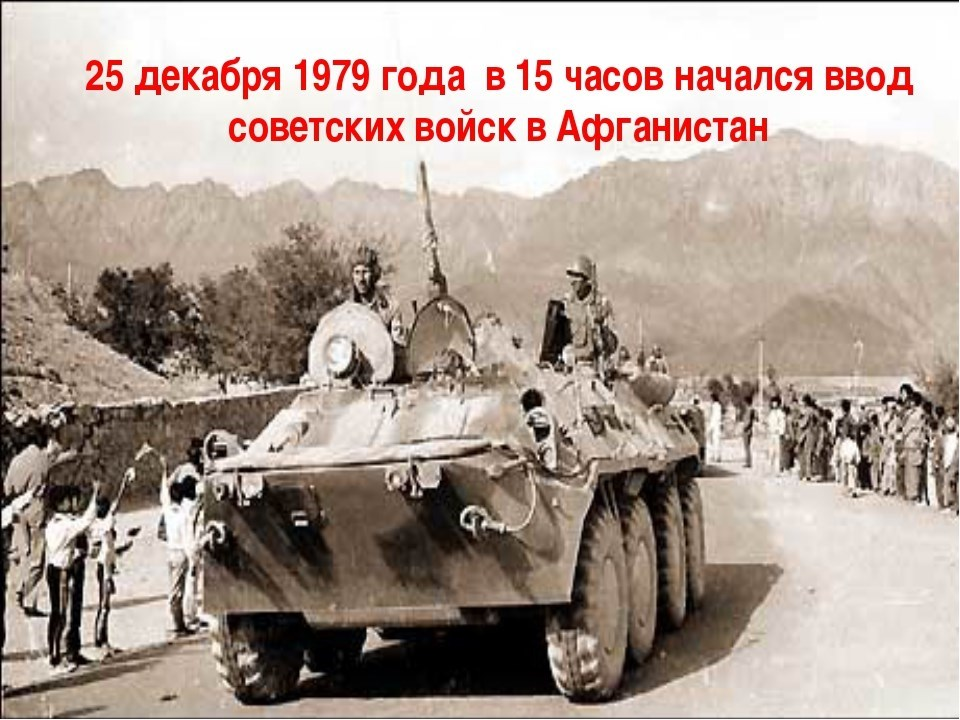 25 декабря 1979 года в 15 часов начался ввод
советских войск в Афганистан